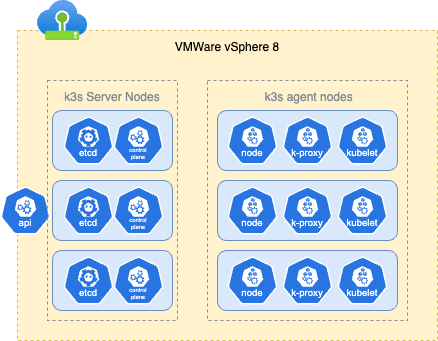 VMWare vSphere 8
k3s Server Nodes
k3s agent nodes
etcd
control
plane
node
k-proxy
kubelet
api
etcd
control
plane
node
k-proxy
kubelet
etcd
control
plane
node
k-proxy
kubelet